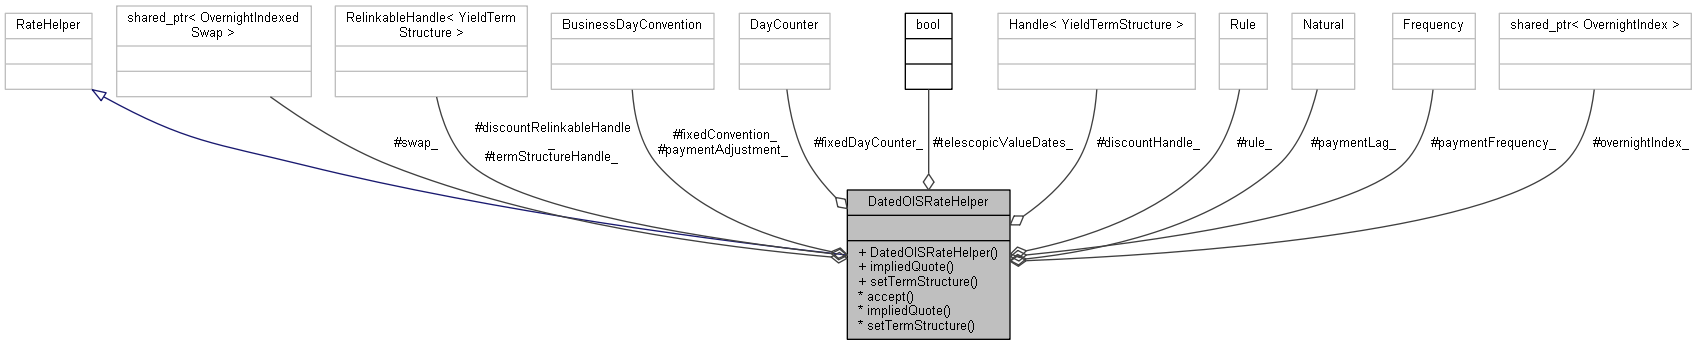 RateHelper
shared_ptr< OvernightIndexed
Swap >
RelinkableHandle< YieldTerm
Structure >
BusinessDayConvention
DayCounter
bool
Handle< YieldTermStructure >
Rule
Natural
Frequency
shared_ptr< OvernightIndex >
#swap_
#discountRelinkableHandle
_
#termStructureHandle_
#fixedConvention_
#paymentAdjustment_
#fixedDayCounter_
#telescopicValueDates_
#discountHandle_
#rule_
#paymentLag_
#paymentFrequency_
#overnightIndex_
DatedOISRateHelper
+ DatedOISRateHelper()
+ impliedQuote()
+ setTermStructure()
* accept()
* impliedQuote()
* setTermStructure()